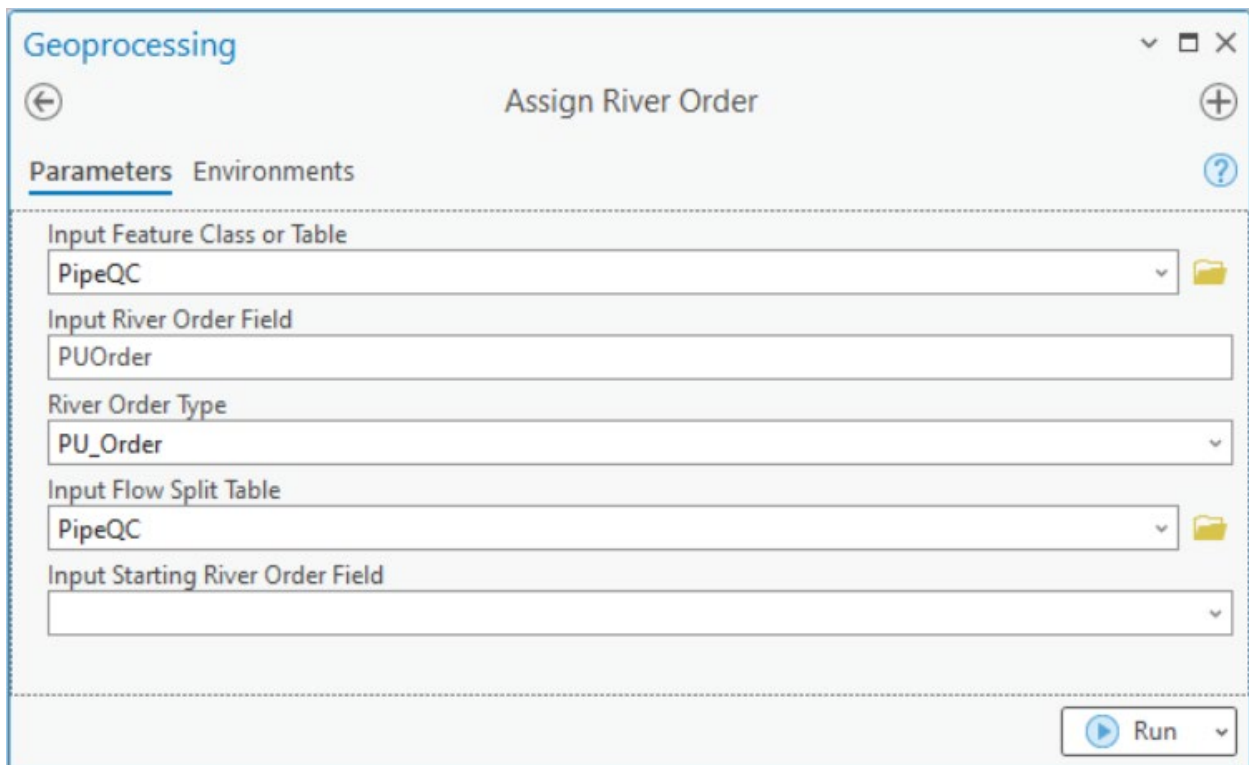 Geoprocessing
Assign River Order
Parameters Environments
Input Feature Class or Table
PipeQC
Input River Order Field
PUOrder
River Order Type
PU_Order
Input Flow Split Table
PipeQC
Input Starting River Order Field
Run